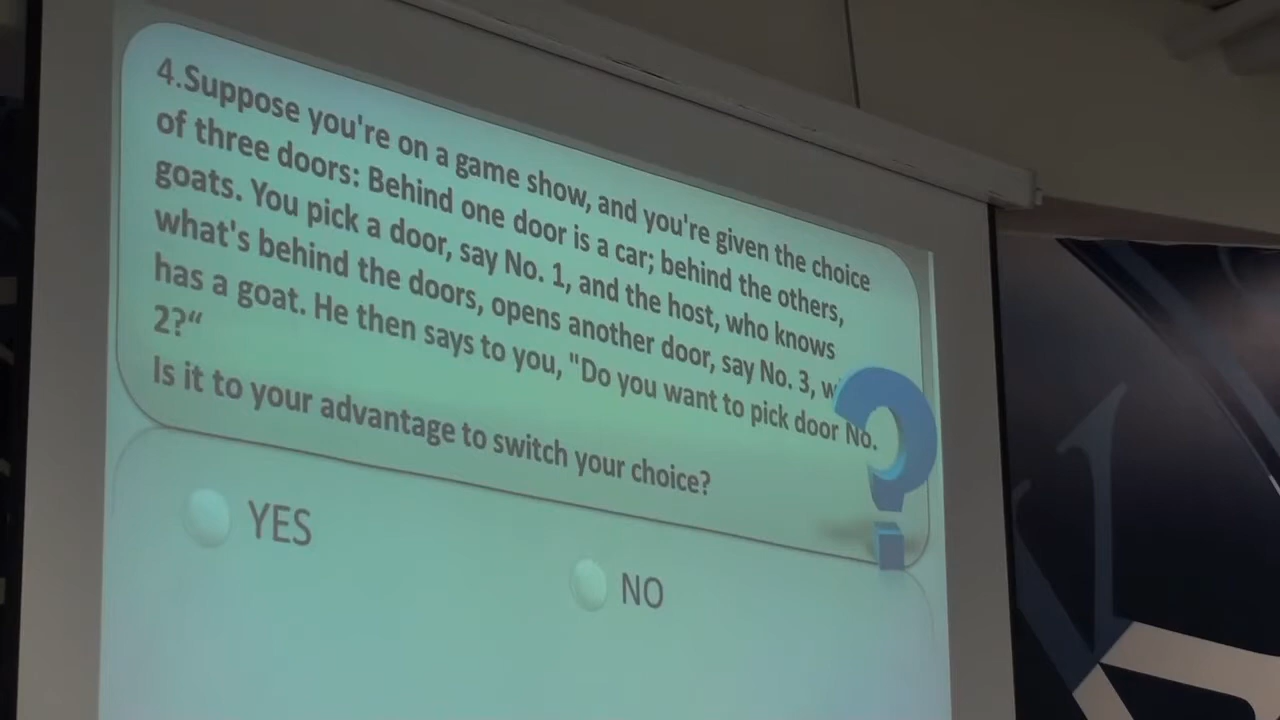 4.Suppose you're on a game show, and you're given the choice
of three doors: Behind one door is a car; behind the others,
goats. You pick a door, say No. 1, and the host, who knows
what's behind the doors, opens another door, say No. 3,
has a goat. He then says to you, "Do you want to pick door No.
2?“
Is it to your advantage to switch your choice?
YES
NO